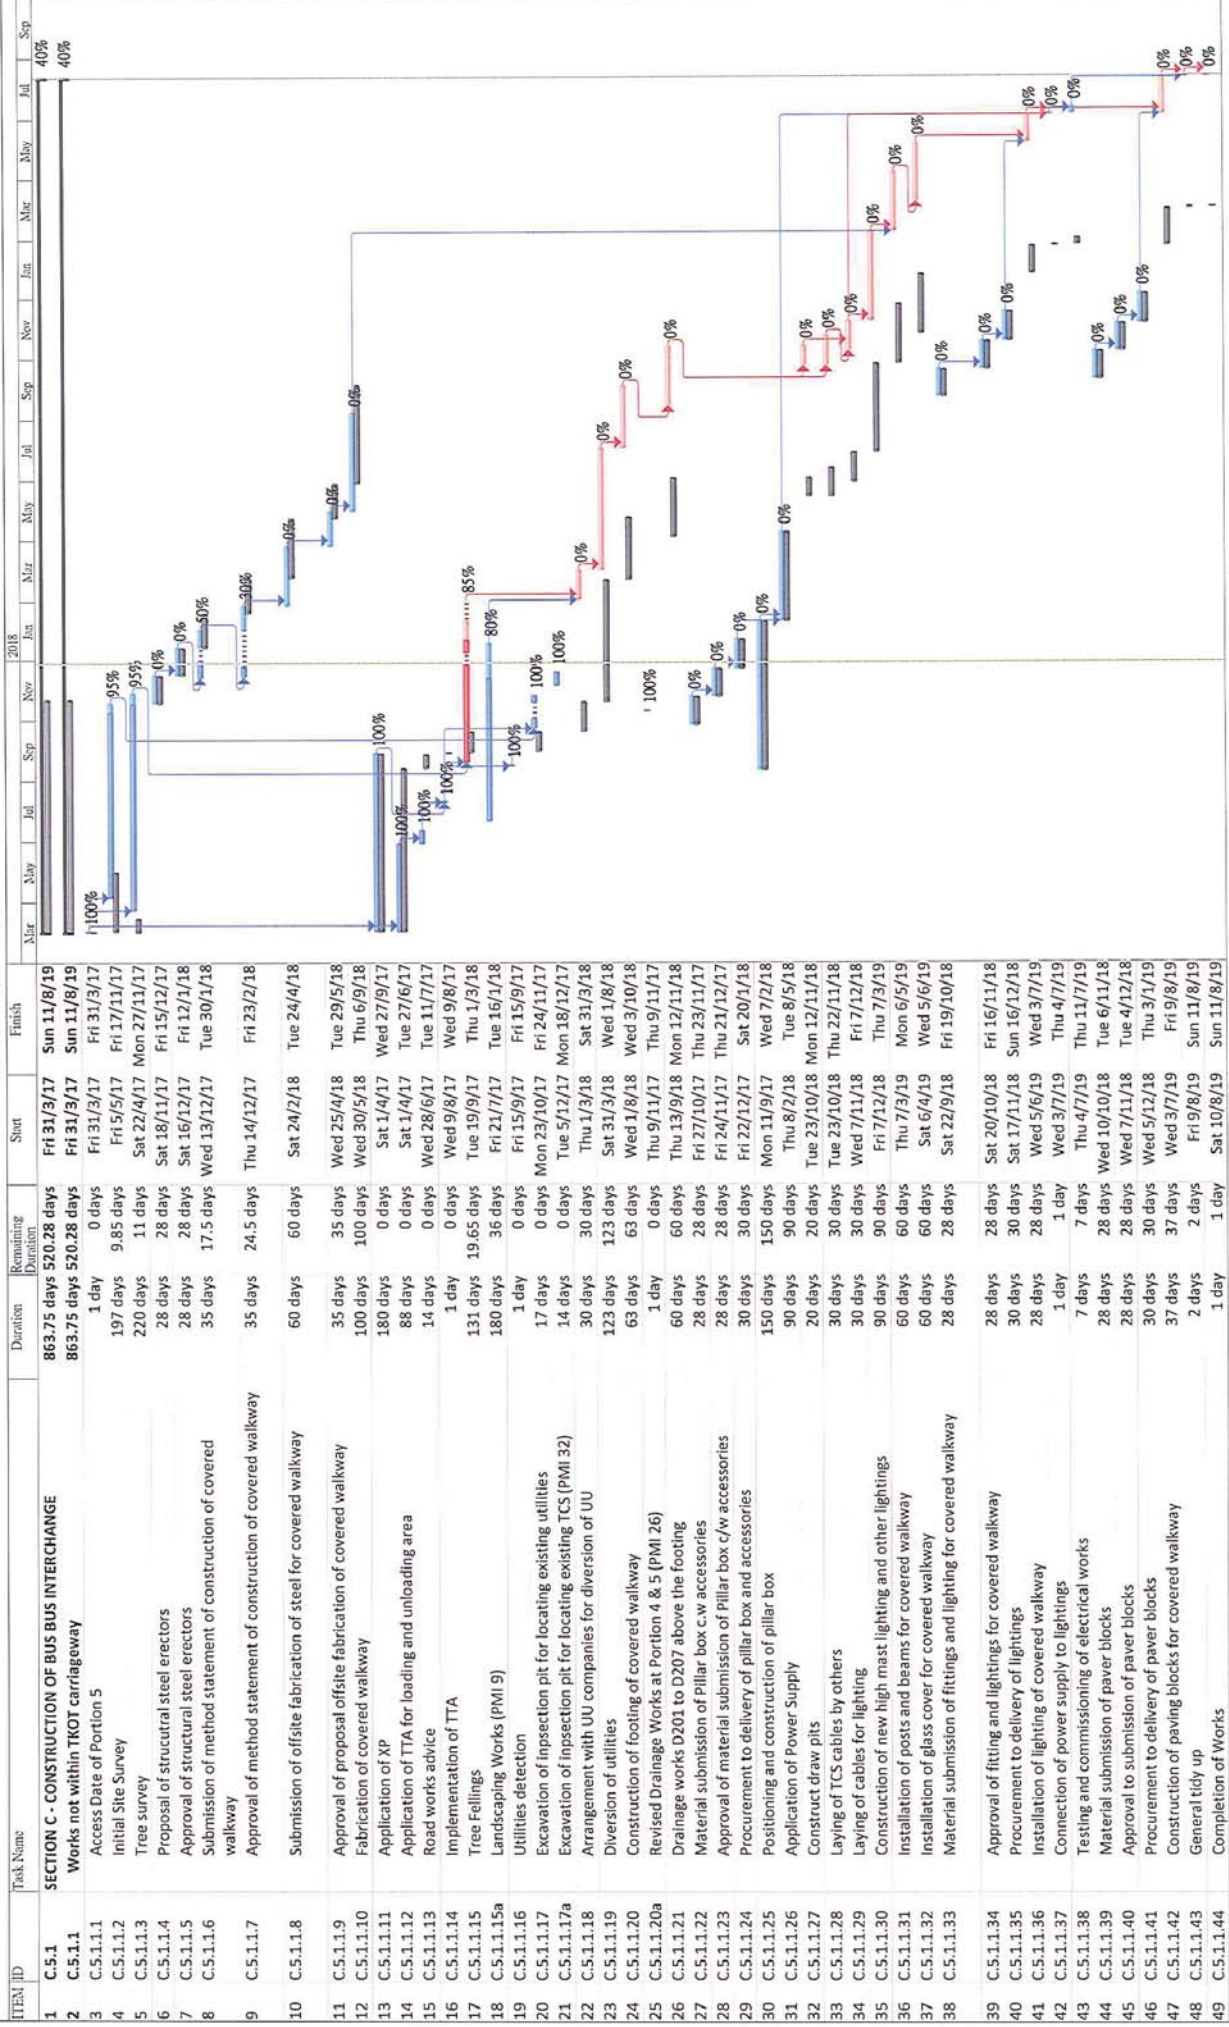 ITEM ID Task Name Duration Remaining Duration Start Finish
2018
Mar May Jul Sep Nov Jan Mar May Jul Sep Nov Jan Mar May Jul Sep
1 C.5.1 SECTION C - CONSTRUCTION OF BUS BUS INTERCHANGE 863.75 days 520.28 days Fri 31/3/17 Sun 11/8/19 40%
2 C.5.1.1 Works not within TKOT carriageway 863.75 days 520.28 days Fri 31/3/17 Sun 11/8/19 40%
3 C.5.1.1.1 Access Date of Portion 5 1 day 0 days Fri 31/3/17 Fri 31/3/17 100%
4 C.5.1.1.2 Initial Site Survey 197 days 9.85 days Fri 5/5/17 Fri 17/11/17 95%
5 C.5.1.1.3 Tree survey 220 days 11 days Sat 22/4/17 Mon 27/11/17 95%
6 C.5.1.1.4 Proposal of strucutral steel erectors 28 days 28 days Sat 18/11/17 Fri 15/12/17 0%
7 C.5.1.1.5 Approval of structural steel erectors 28 days 28 days Sat 16/12/17 Fri 12/1/18 0%
8 C.5.1.1.6 Submission of method statement of construction of covered walkway 35 days 17.5 days Wed 13/12/17 Tue 30/1/18 50%
9 C.5.1.1.7 Approval of method statement of construction of covered walkway 35 days 24.5 days Thu 14/12/17 Fri 23/2/18 30%
10 C.5.1.1.8 Submission of offsite fabrication of steel for covered walkway 60 days 60 days Sat 24/2/18 Tue 24/4/18 0%
11 C.5.1.1.9 Approval of proposal offsite fabrication of covered walkway 35 days 35 days Wed 25/4/18 Tue 29/5/18 0%
12 C.5.1.1.10 Fabrication of covered walkway 100 days 100 days Wed 30/5/18 Thu 6/9/18 0%
13 C.5.1.1.11 Application of XP 180 days 0 days Sat 1/4/17 Wed 27/9/17 100%
14 C.5.1.1.12 Application of TTA for loading and unloading area 88 days 0 days Sat 1/4/17 Tue 27/6/17 100%
15 C.5.1.1.13 Road works advice 14 days 0 days Wed 28/6/17 Tue 11/7/17 100%
16 C.5.1.1.14 Implementation of TTA 1 day 0 days Wed 9/8/17 Wed 9/8/17 100%
17 C.5.1.1.15 Tree Fellings 131 days 19.65 days Tue 19/9/17 Thu 1/3/18 85%
18 C.5.1.1.15a Landscaping Works (PMI 9) 180 days 36 days Fri 21/7/17 Tue 16/1/18 80%
19 C.5.1.1.16 Utilities detection 1 day 0 days Fri 15/9/17 Fri 15/9/17 100%
20 C.5.1.1.17 Excavation of inpsection pit for locating existing utilities 17 days 0 days Mon 23/10/17 Fri 24/11/17 100%
21 C.5.1.1.17a Excavation of inpsection pit for locating existing TCS (PMI 32) 14 days 0 days Tue 5/12/17 Mon 18/12/17 100%
22 C.5.1.1.18 Arrangement with UU companies for diversion of UU 30 days 30 days Thu 1/3/18 Sat 31/3/18 0%
23 C.5.1.1.19 Diversion of utilities 123 days 123 days Sat 31/3/18 Wed 1/8/18 0%
24 C.5.1.1.20 Construction of footing of covered walkway 63 days 63 days Wed 1/8/18 Wed 3/10/18 0%
25 C.5.1.1.20a Revised Drainage Works at Portion 4 & 5 (PMI 26) 1 day 0 days Thu 9/11/17 Thu 9/11/17 100%
26 C.5.1.1.21 Drainage works D201 to D207 above the footing 60 days 60 days Thu 13/9/18 Mon 12/11/18 0%
27 C.5.1.1.22 Material submission of Pillar box c.w accessories 28 days 28 days Fri 27/10/17 Thu 23/11/17 0%
28 C.5.1.1.23 Approval of material submission of Pillar box c/w accessories 28 days 28 days Fri 24/11/17 Thu 21/12/17 0%
29 C.5.1.1.24 Procurement to delivery of pillar box and accessories 30 days 30 days Fri 22/12/17 Sat 20/1/18 0%
30 C.5.1.1.25 Positioning and construction of pillar box 150 days 150 days Mon 11/9/17 Wed 7/2/18 0%
31 C.5.1.1.26 Application of Power Supply 90 days 90 days Thu 8/2/18 Tue 8/5/18 0%
32 C.5.1.1.27 Construct draw pits 20 days 20 days Tue 23/10/18 Mon 12/11/18 0%
33 C.5.1.1.28 Laying of TCS cables by others 30 days 30 days Tue 23/10/18 Thu 22/11/18 0%
34 C.5.1.1.29 Laying of cables for lighting 30 days 30 days Wed 7/11/18 Fri 7/12/18 0%
35 C.5.1.1.30 Construction of new high mast lighting and other lightings 90 days 90 days Fri 7/12/18 Thu 7/3/19 0%
36 C.5.1.1.31 Installation of posts and beams for covered walkway 60 days 60 days Thu 7/3/19 Mon 6/5/19 0%
37 C.5.1.1.32 Installation of glass cover for covered walkway 60 days 60 days Sat 6/4/19 Wed 5/6/19 0%
38 C.5.1.1.33 Material submission of fittings and lighting for covered walkway 28 days 28 days Sat 22/9/18 Fri 19/10/18 0%
39 C.5.1.1.34 Approval of fitting and lightings for covered walkway 28 days 28 days Sat 20/10/18 Fri 16/11/18 0%
40 C.5.1.1.35 Procurement to delivery of lightings 30 days 30 days Sat 17/11/18 Sun 16/12/18 0%
41 C.5.1.1.36 Installation of lighting of covered walkway 28 days 28 days Wed 5/6/19 Wed 3/7/19 0%
42 C.5.1.1.37 Connection of power supply to lightings 1 day 1 day Wed 3/7/19 Thu 4/7/19 0%
43 C.5.1.1.38 Testing and commissioning of electrical works 7 days 7 days Thu 4/7/19 Thu 11/7/19 0%
44 C.5.1.1.39 Material submission of paver blocks 28 days 28 days Wed 10/10/18 Tue 6/11/18 0%
45 C.5.1.1.40 Approval to submission of paver blocks 28 days 28 days Wed 7/11/18 Tue 4/12/18 0%
46 C.5.1.1.41 Procurement to delivery of paver blocks 30 days 30 days Wed 5/12/18 Thu 3/1/19 0%
47 C.5.1.1.42 Construction of paving blocks for covered walkway 37 days 37 days Wed 3/7/19 Fri 9/8/19 0%
48 C.5.1.1.43 General tidy up 2 days 2 days Fri 9/8/19 Sun 11/8/19 0%
49 C.5.1.1.44 Completion of Works 1 day 1 day Sat 10/8/19 Sun 11/8/19 0%